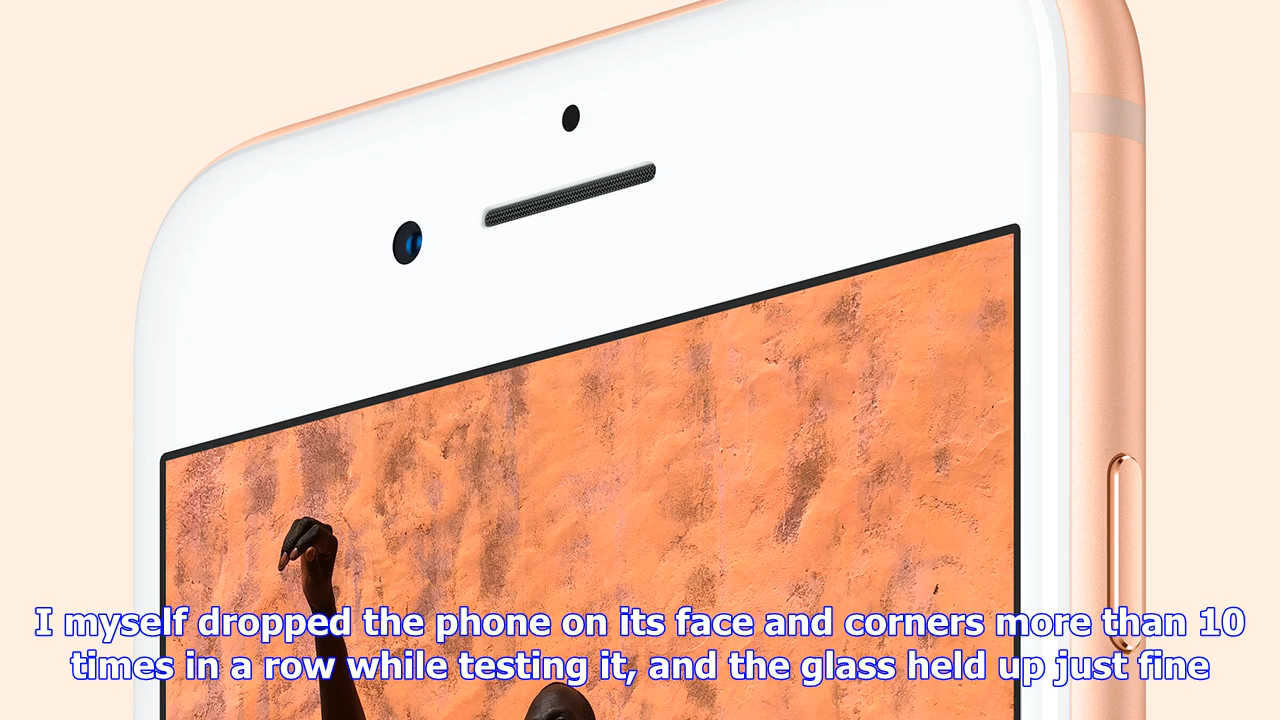 I myself dropped the phone on its face and corners more than 10
times in a row while testing it, and the glass held up just fine